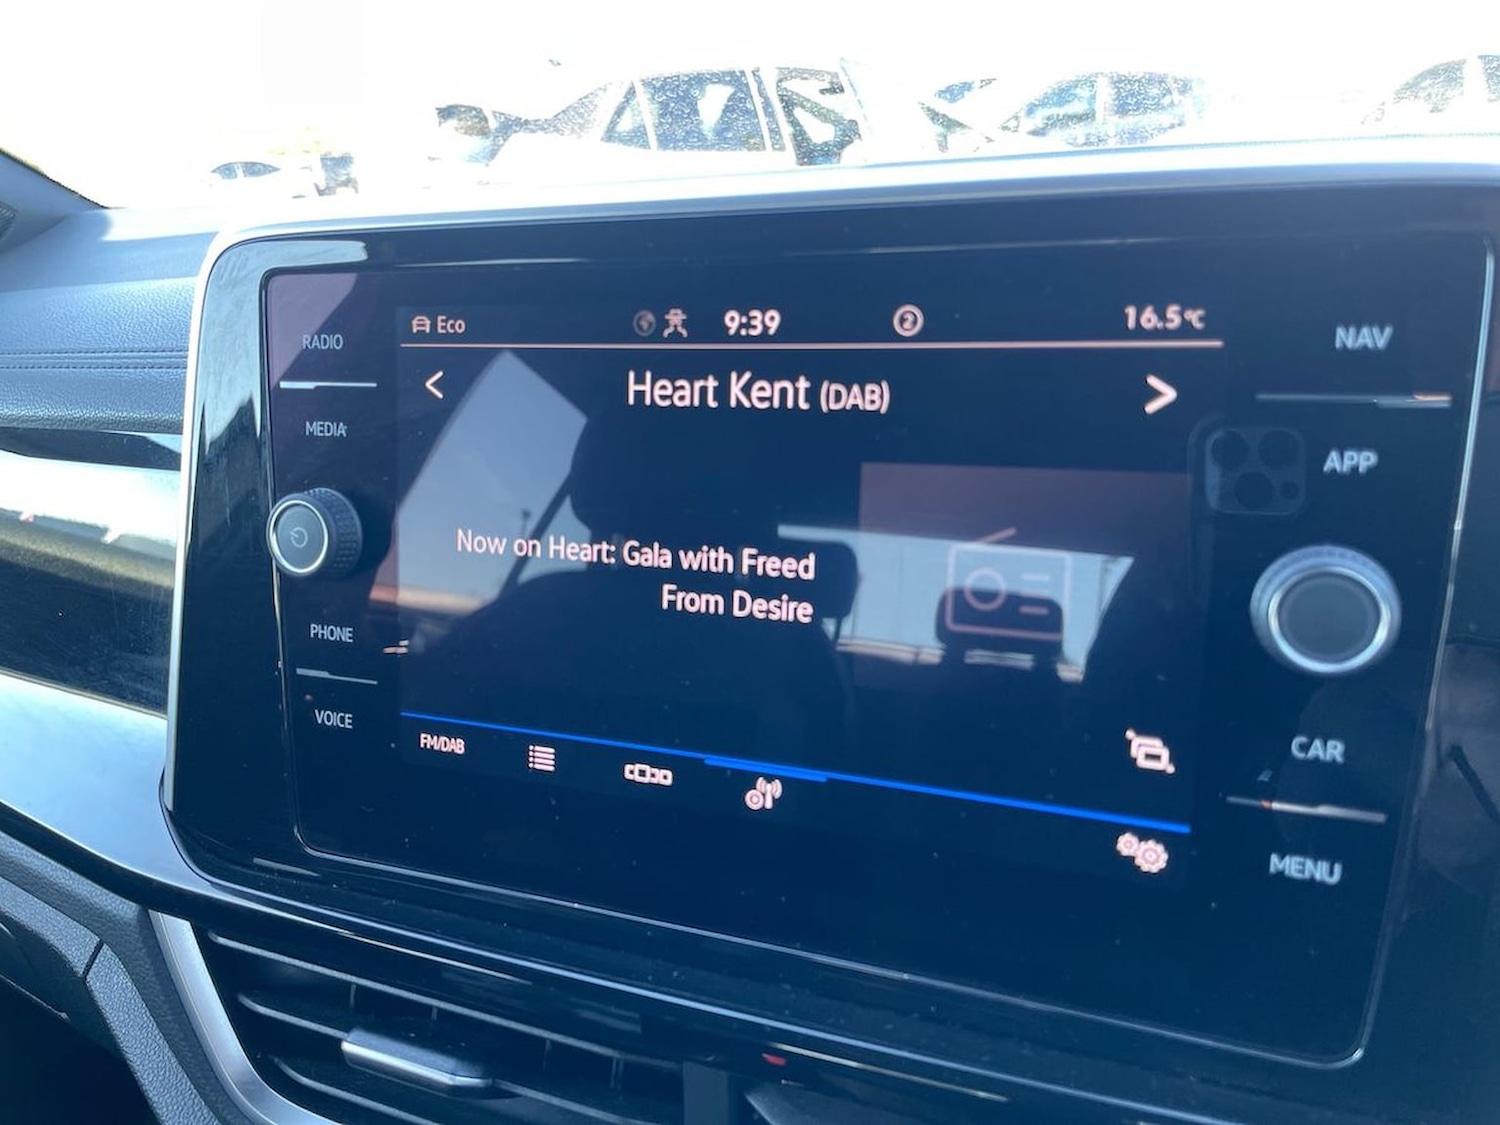 RADIO
MEDIA
PHONE
VOICE
Eco
9:39
2
16.5°C
Heart Kent (DAB)
Now on Heart: Gala with Freed
From Desire
FM/DAB
NAV
APP
CAR
MENU